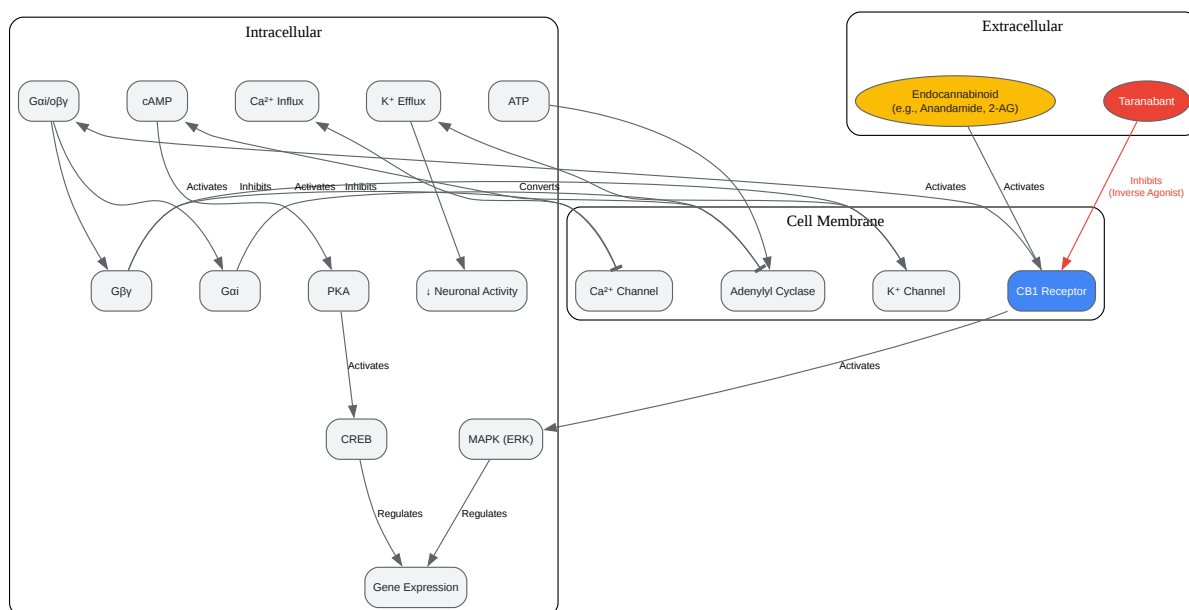 Intracellular
Extracellular
Gαi/oβγ
cAMP
Ca²⁺ Influx
K⁺ Efflux
ATP
Endocannabinoid
(e.g., Anandamide, 2-AG)
Taranabant
Activates
Inhibits
Activates
Inhibits
Converts
Activates
Activates
Inhibits
(Inverse Agonist)
Cell Membrane
Gβγ
Gαi
PKA
↓ Neuronal Activity
Ca²⁺ Channel
Adenylyl Cyclase
K⁺ Channel
CB1 Receptor
Activates
Activates
CREB
MAPK (ERK)
Regulates
Regulates
Gene Expression